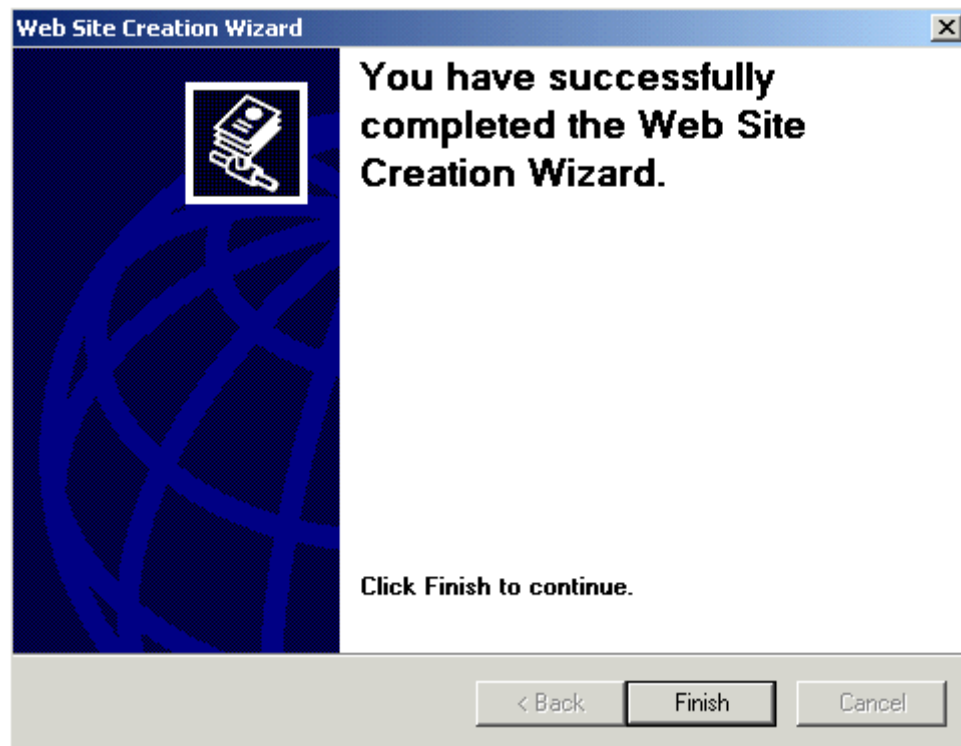 Web Site Creation Wizard
You have successfully
completed the Web Site
Creation Wizard.
Click Finish to continue.
< Back
Finish
Cancel